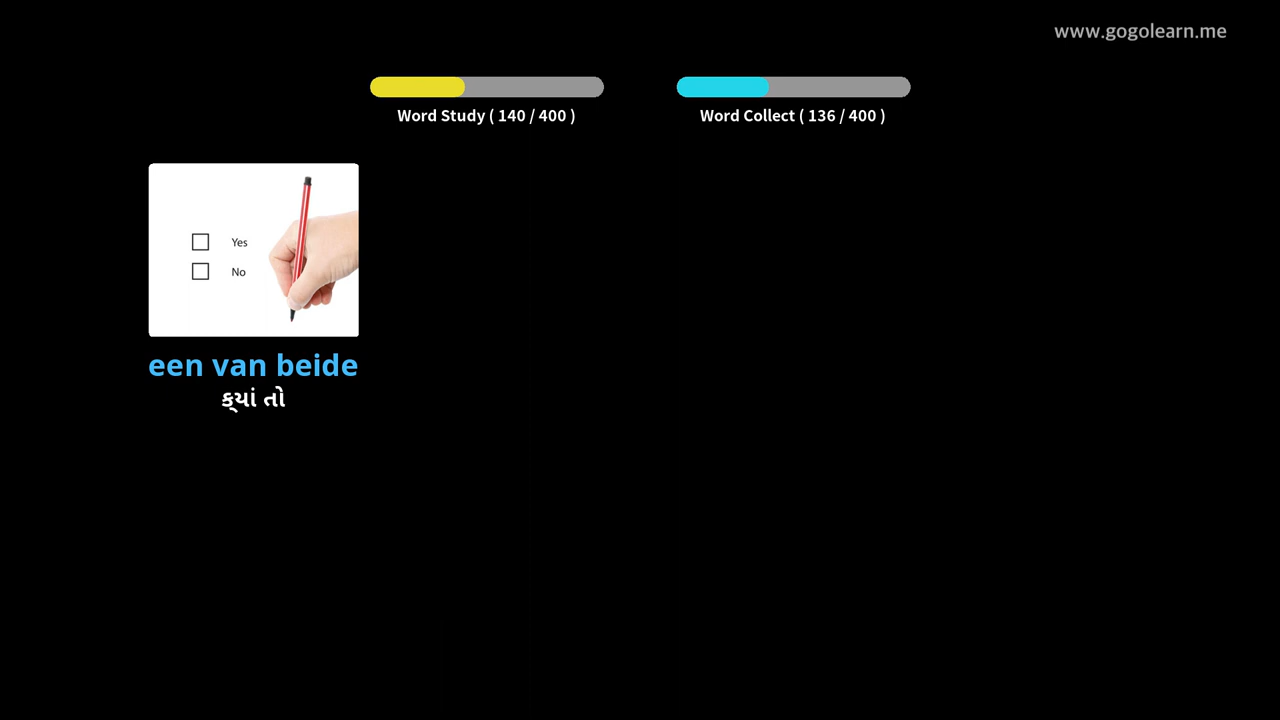 www.gogolearn.me
Word Study ( 140 / 400 )
Word Collect ( 136 / 400 )
Yes
No
een van beide
ક્યાં તો